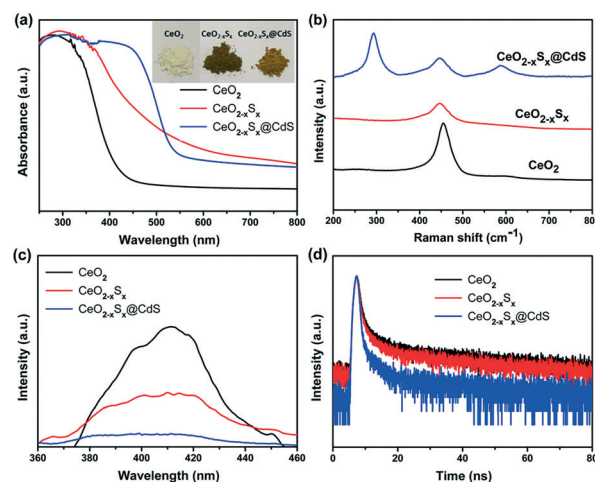 (a)
CeO2 CeO2-xSx CeO2-xSx@CdS
CeO2
CeO2-xSx
CeO2-xSx@CdS
Absorbance (a.u.)
300 400 500 600 700 800
Wavelength (nm)
(b)
CeO2-xSx@CdS
CeO2-xSx
CeO2
Intensity (a.u.)
200 300 400 500 600 700 80
Raman shift (cm-1)
(c)
CeO2
CeO2-xSx
CeO2-xSx@CdS
Intensity (a.u.)
360 380 400 420 440 460
Wavelength (nm)
(d)
CeO2
CeO2-xSx
CeO2-xSx@CdS
Intensity (a.u.)
0 20 40 60 80
Time (ns)